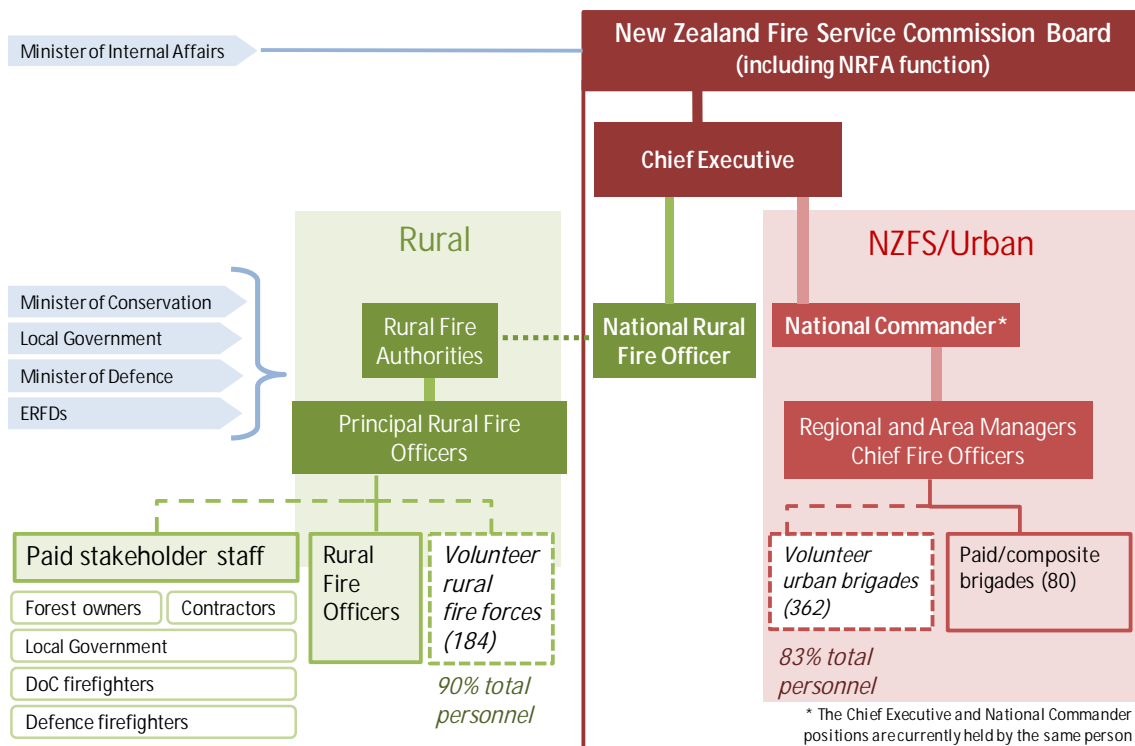 Minister of Internal Affairs
New Zealand Fire Service Commission Board
(including NRFA function)
Chief Executive
Rural
NZFS/Urban
Minister of Conservation
Local Government
Minister of Defence
ERFDs
Rural Fire
Authorities
National Rural
Fire Officer
National Commander*
Principal Rural Fire
Officers
Regional and Area Managers
Chief Fire Officers
Paid stakeholder staff
Forest owners
Contractors
Local Government
DoC firefighters
Defence firefighters
Rural
Fire
Officers
Volunteer
rural
fire forces
(184)
90% total
personnel
Volunteer
urban brigades
(362)
83% total
personnel
Paid/composite
brigades (80)
* The Chief Executive and National Commander
positions are currently held by the same person